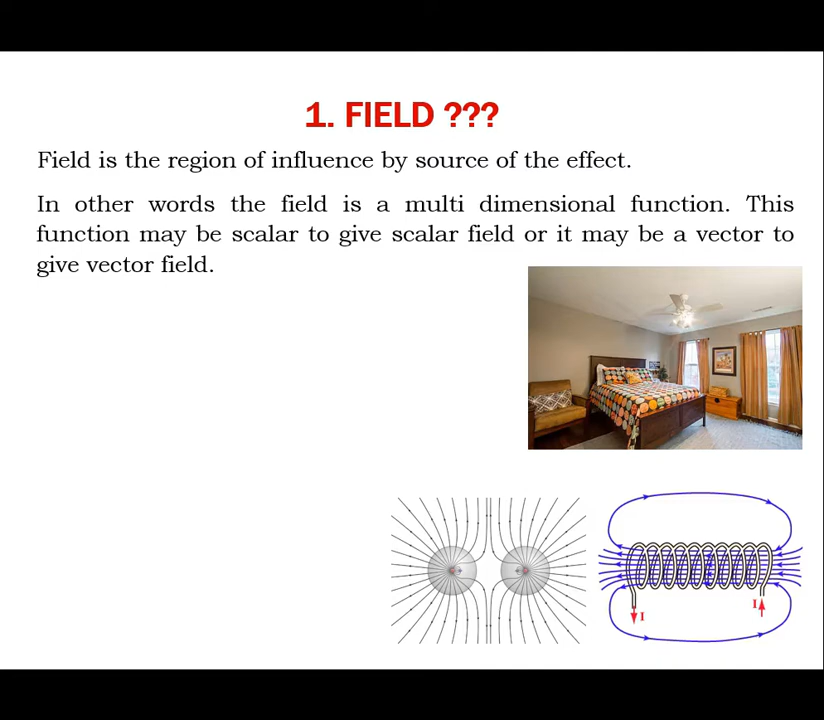 1. FIELD ???
Field is the region of influence by source of the effect.
In other words the field is a multi dimensional function. This
function may be scalar to give scalar field or it may be a vector to
give vector field.
I
I